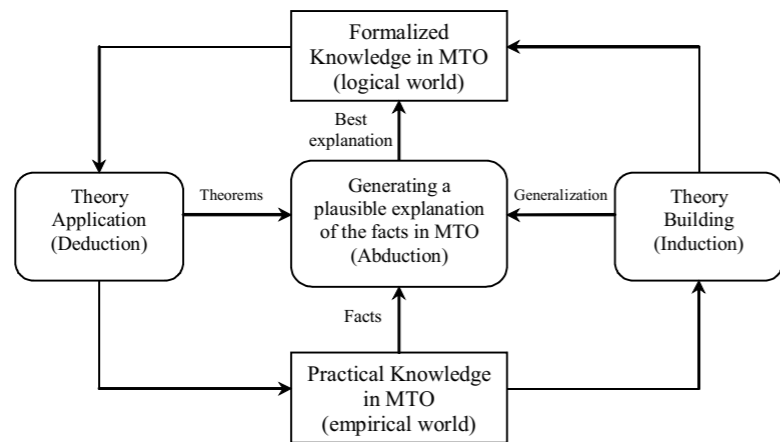 Formalized
Knowledge in MTO
(logical world)
Best
explanation
Theory
Application
(Deduction)
Theorems
Generating a
plausible explanation
of the facts in MTO
(Abduction)
Generalization
Theory
Building
(Induction)
Facts
Practical Knowledge
in MTO
(empirical world)